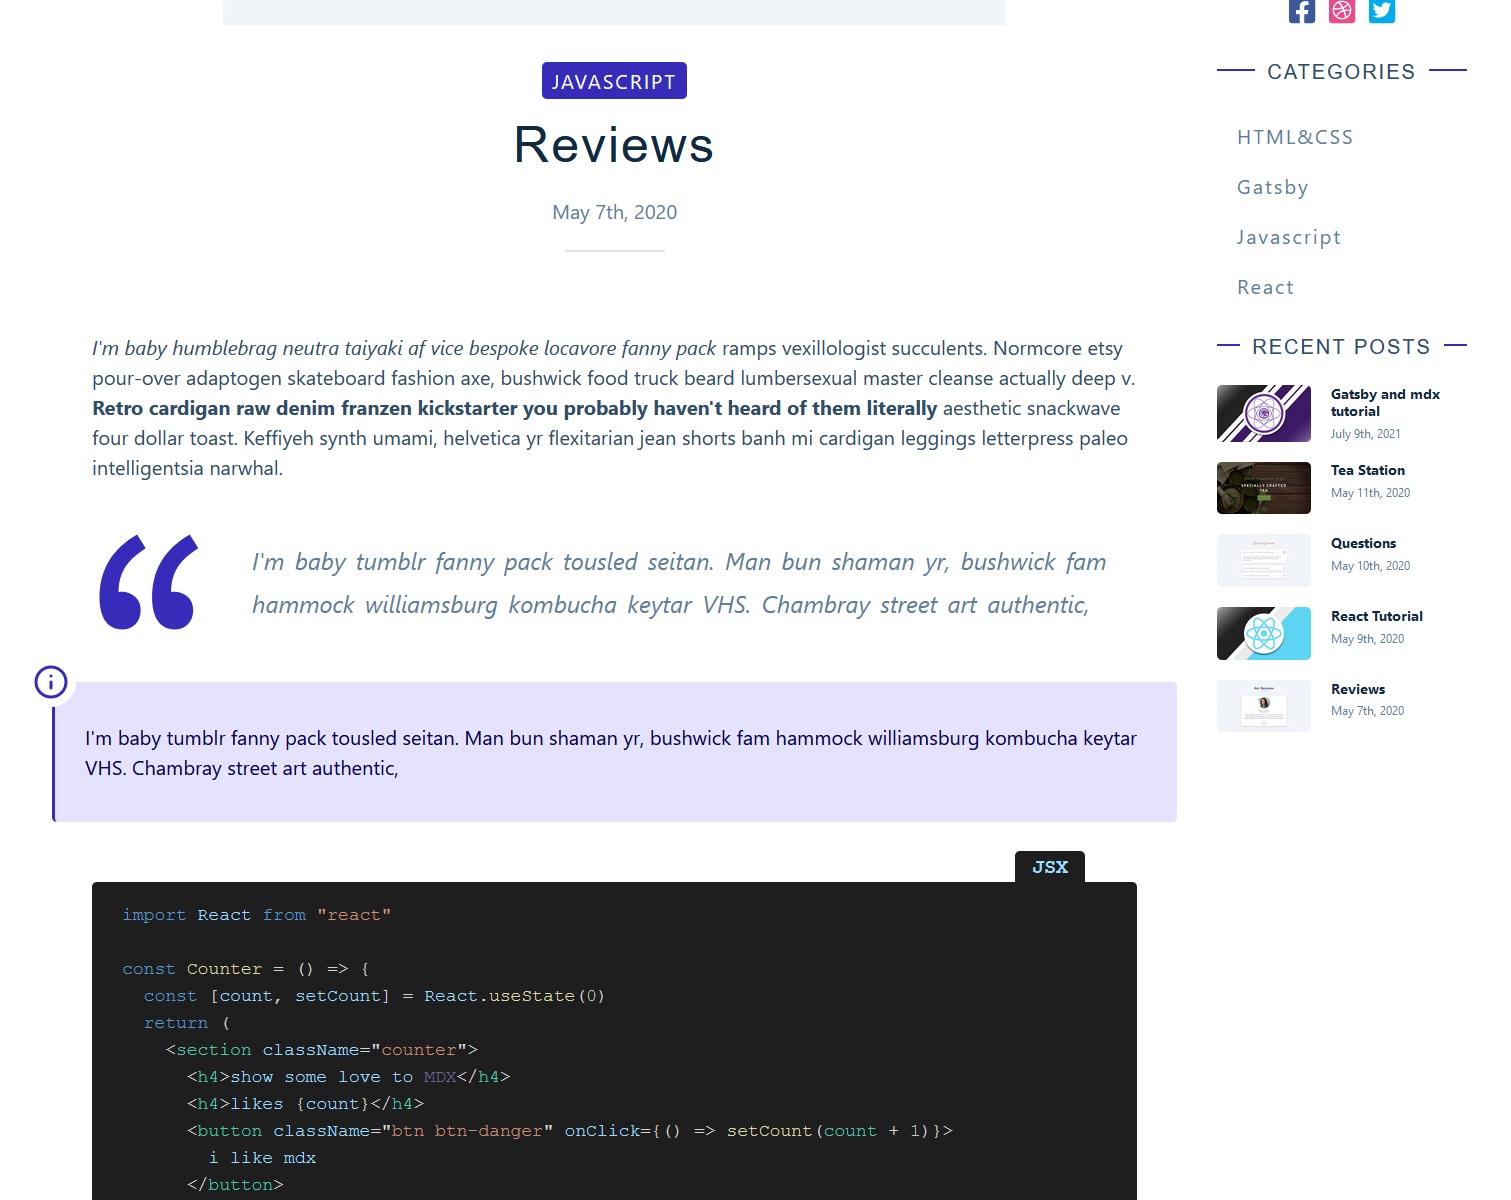 JAVASCRIPT
Reviews
May 7th, 2020
I'm baby humblebrag neutra taiyaki af vice bespoke locavore fanny pack ramps vexillologist succulents. Normcore etsy
pour-over adaptogen skateboard fashion axe, bushwick food truck beard lumbersexual master cleanse actually deep v.
Retro cardigan raw denim franzen kickstarter you probably haven't heard of them literally aesthetic snackwave
four dollar toast. Keffiyeh synth umami, helvetica yr flexitarian jean shorts banh mi cardigan leggings letterpress paleo
intelligentsia narwhal.
“
I'm baby tumblr fanny pack tousled seitan. Man bun shaman yr, bushwick fam
hammock williamsburg kombucha keytar VHS. Chambray street art authentic,
I'm baby tumblr fanny pack tousled seitan. Man bun shaman yr, bushwick fam hammock williamsburg kombucha keytar
VHS. Chambray street art authentic,
JSX
import React from "react"
const Counter = () => {
  const [count, setCount] = React.useState(0)
  return (
    <section className="counter">
      <h4>show some love to MDX</h4>
      <h4>likes {count}</h4>
      <button className="btn btn-danger" onClick={() => setCount(count + 1)}>
        i like mdx
      </button>
CATEGORIES
HTML&CSS
Gatsby
Javascript
React
RECENT POSTS
Gatsby and mdx
tutorial
July 9th, 2021
SPECIALLY CRAFTED
TEA
Tea Station
May 11th, 2020
Questions
May 10th, 2020
React Tutorial
May 9th, 2020
Our Reviews
Reviews
May 7th, 2020